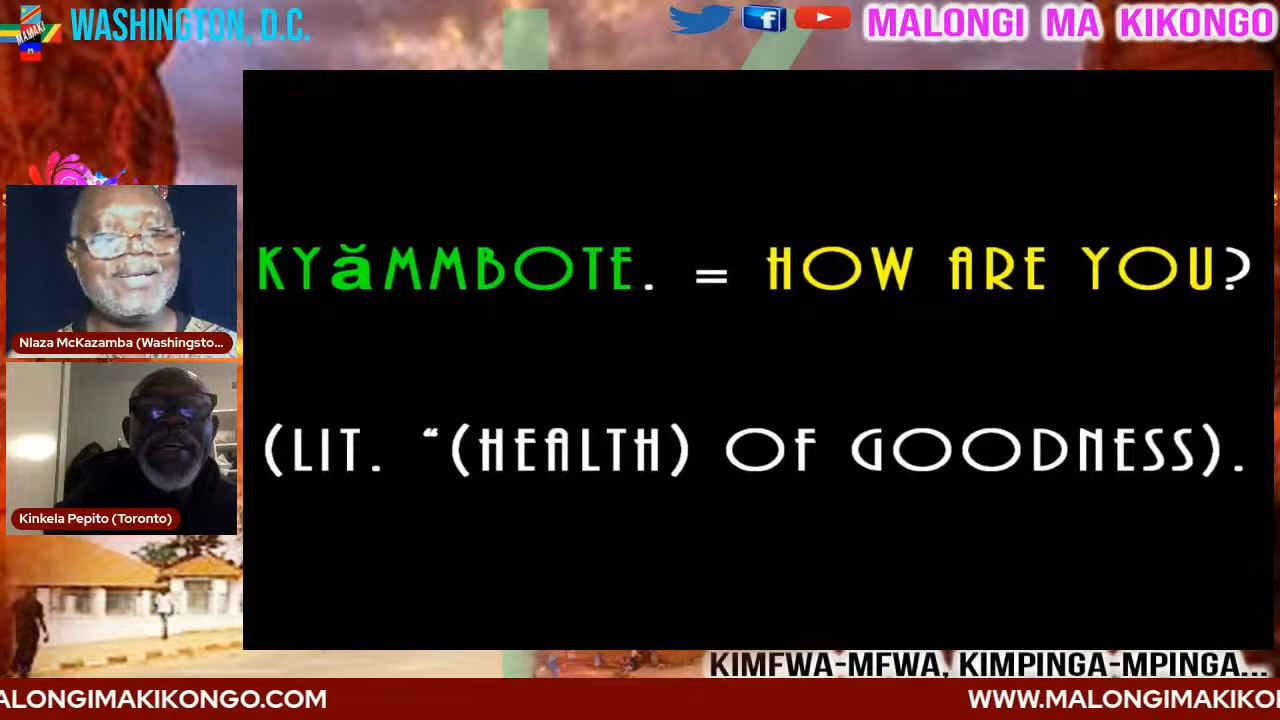 MAMAKI
WASHINGTON, D.C.
MALONGI MA KIKONGO
KYăMMBOTE. = HOW ARE YOU?
(LIT. “(HEALTH) OF GOODNESS).
Nlaza McKazamba (Washingsto...
Kinkela Pepito (Toronto)
KIMFWA-MFWA, KIMPINGA-MPINGA...
ALONGIMAKIKONGO.COM
WWW.MALONGIMAKIKO